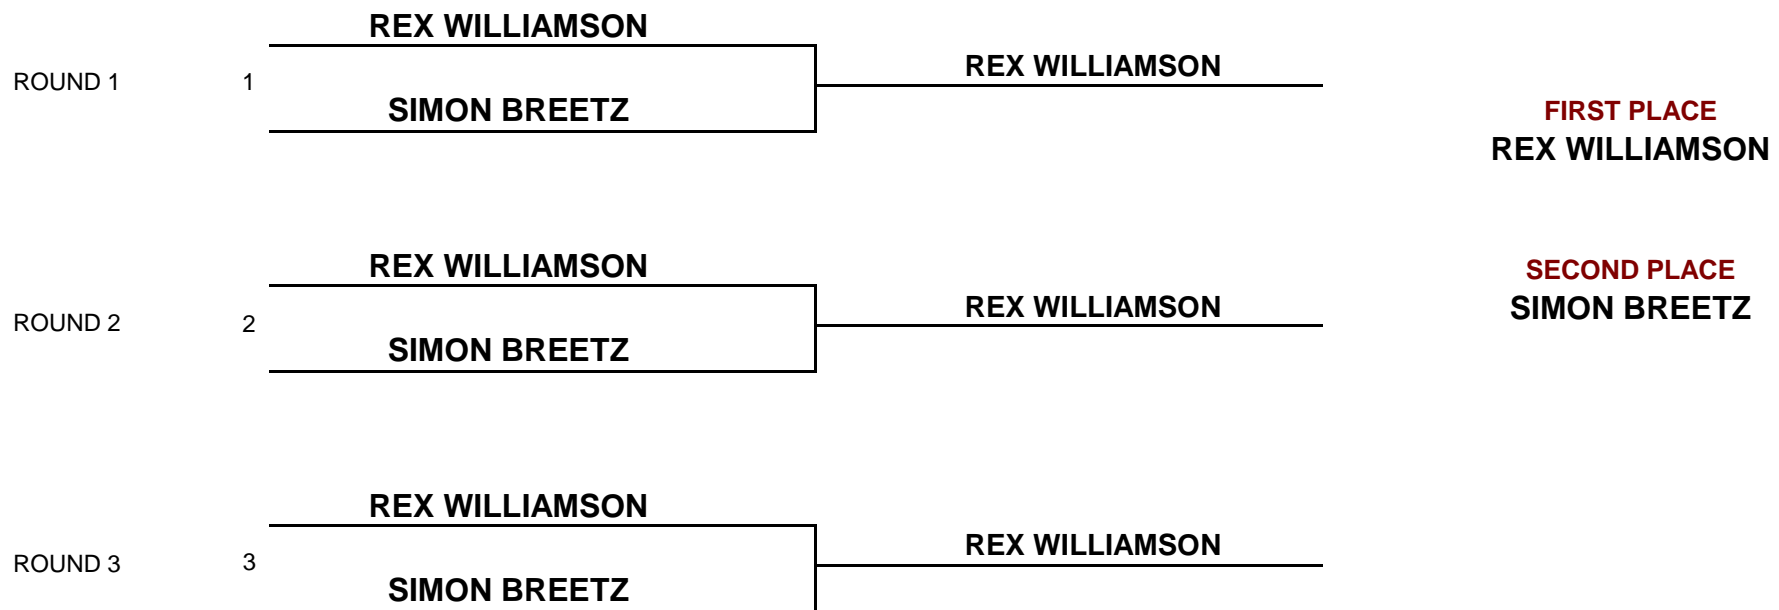 REX WILLIAMSON
ROUND 1 1 REX WILLIAMSON
SIMON BREETZ
FIRST PLACE
REX WILLIAMSON
REX WILLIAMSON
SECOND PLACE
ROUND 2 2 REX WILLIAMSON
SIMON BREETZ
SIMON BREETZ
REX WILLIAMSON
ROUND 3 3 REX WILLIAMSON
SIMON BREETZ